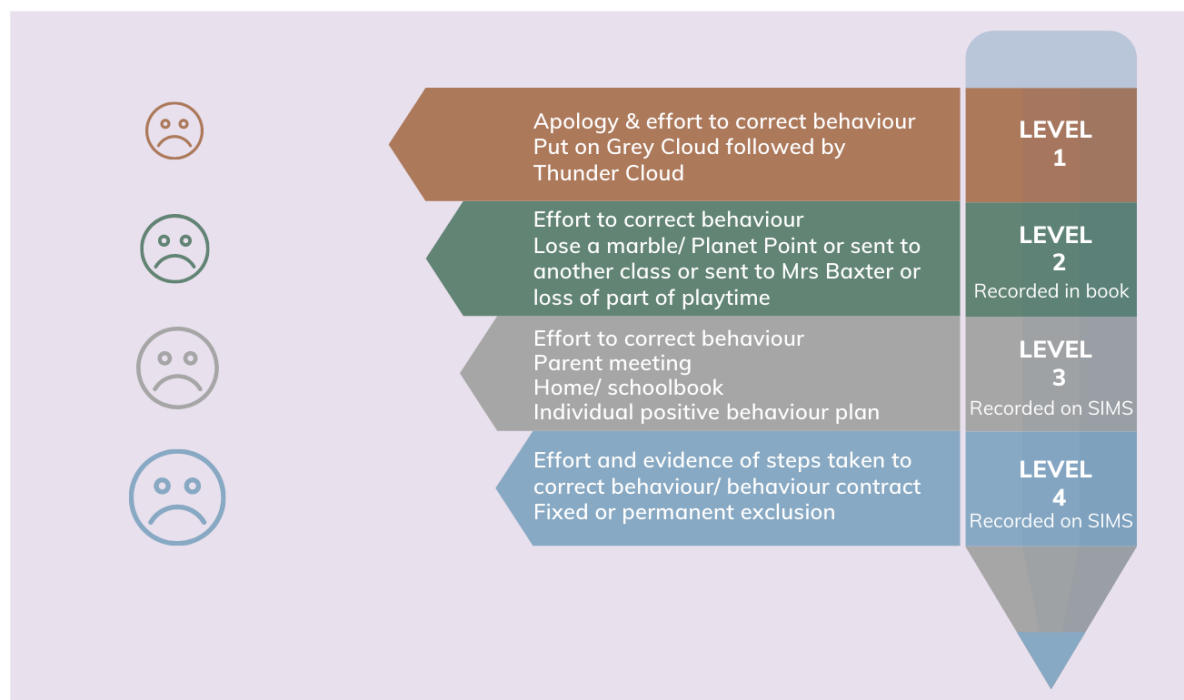 Apology & effort to correct behaviour
Put on Grey Cloud followed by
Thunder Cloud
LEVEL
1
Effort to correct behaviour
Lose a marble/ Planet Point or sent to
another class or sent to Mrs Baxter or
loss of part of playtime
LEVEL
2
Recorded in book
Effort to correct behaviour
Parent meeting
Home/ schoolbook
Individual positive behaviour plan
LEVEL
3
Recorded on SIMS
Effort and evidence of steps taken to
correct behaviour/ behaviour contract
Fixed or permanent exclusion
LEVEL
4
Recorded on SIMS